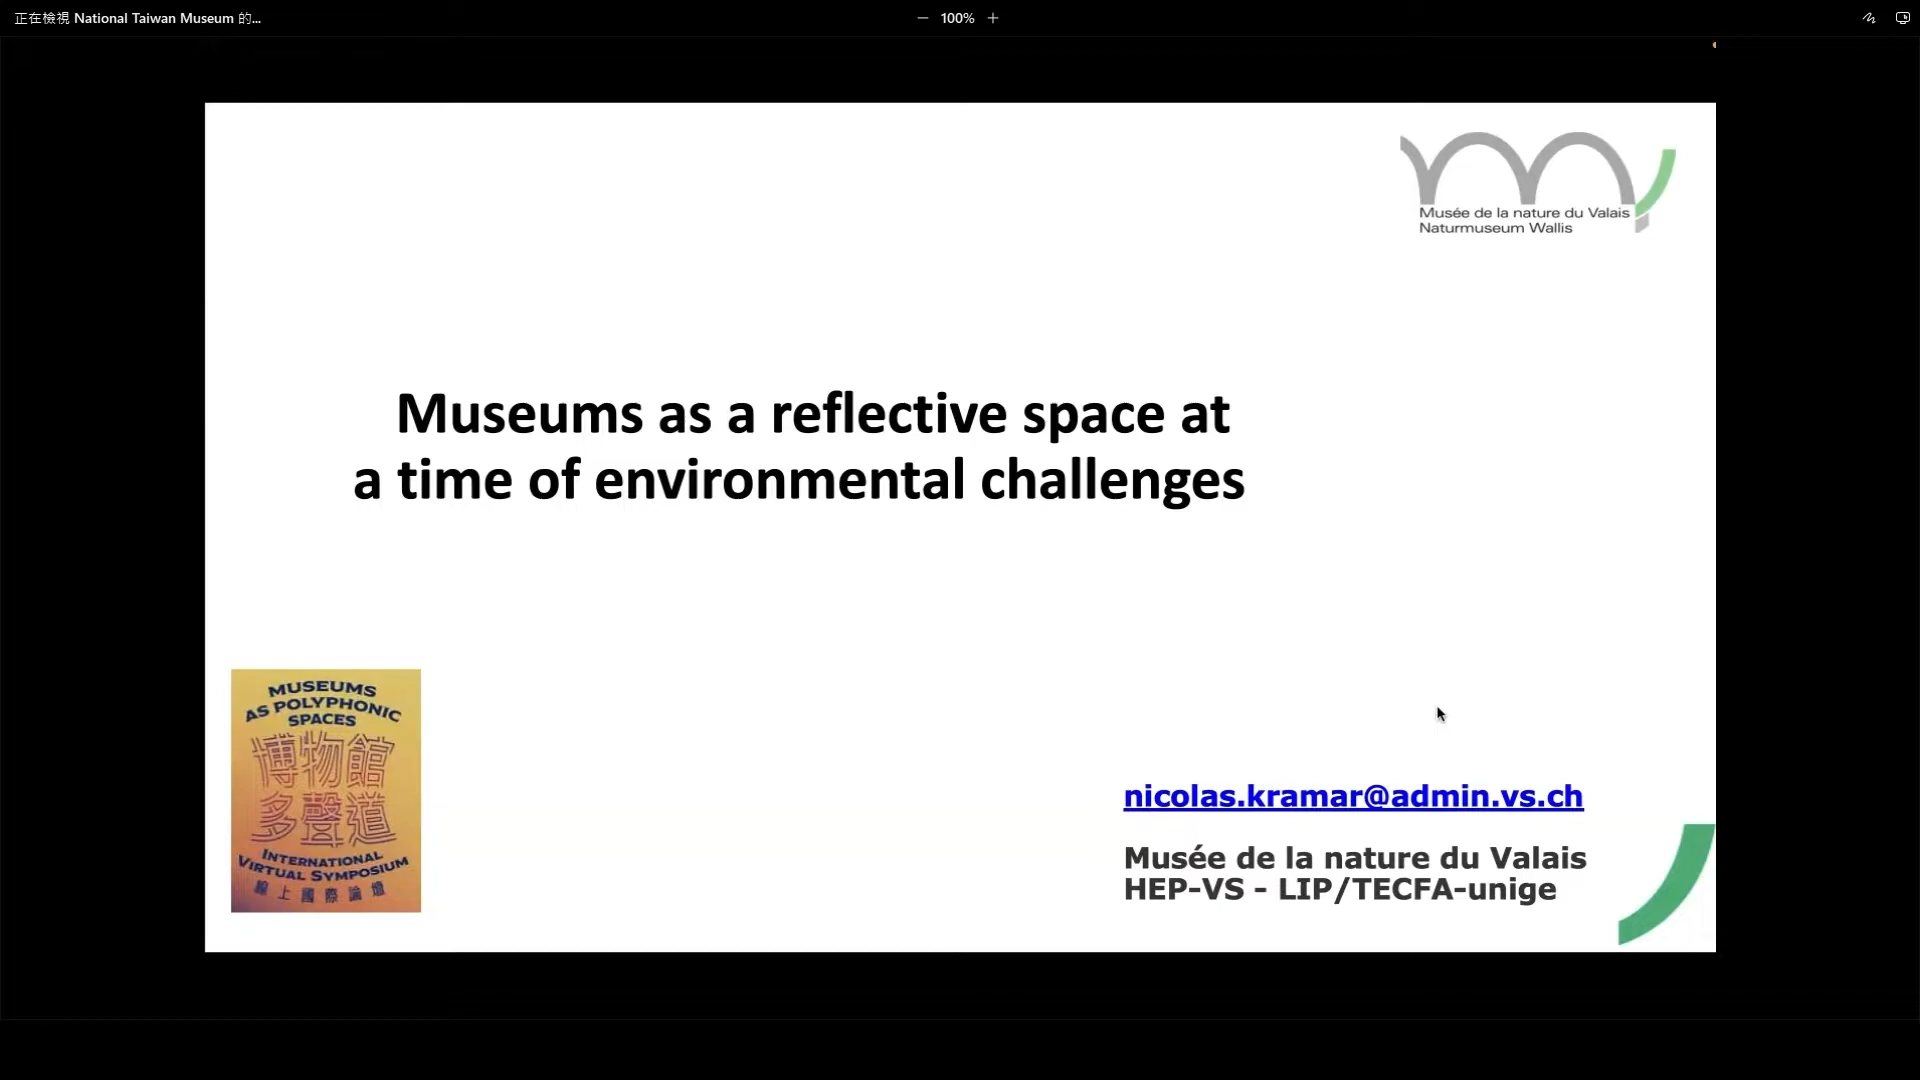 正在檢視 National Taiwan Museum 的...
100%
Musée de la nature du Valais
Naturmuseum Wallis
Museums as a reflective space at
a time of environmental challenges
MUSEUMS
AS POLYPHONIC
SPACES
博物館
多聲道
INTERNATIONAL
VIRTUAL SYMPOSIUM
線上國際論壇
nicolas.kramar@admin.vs.ch
Musée de la nature du Valais
HEP-VS - LIP/TECFA-unige